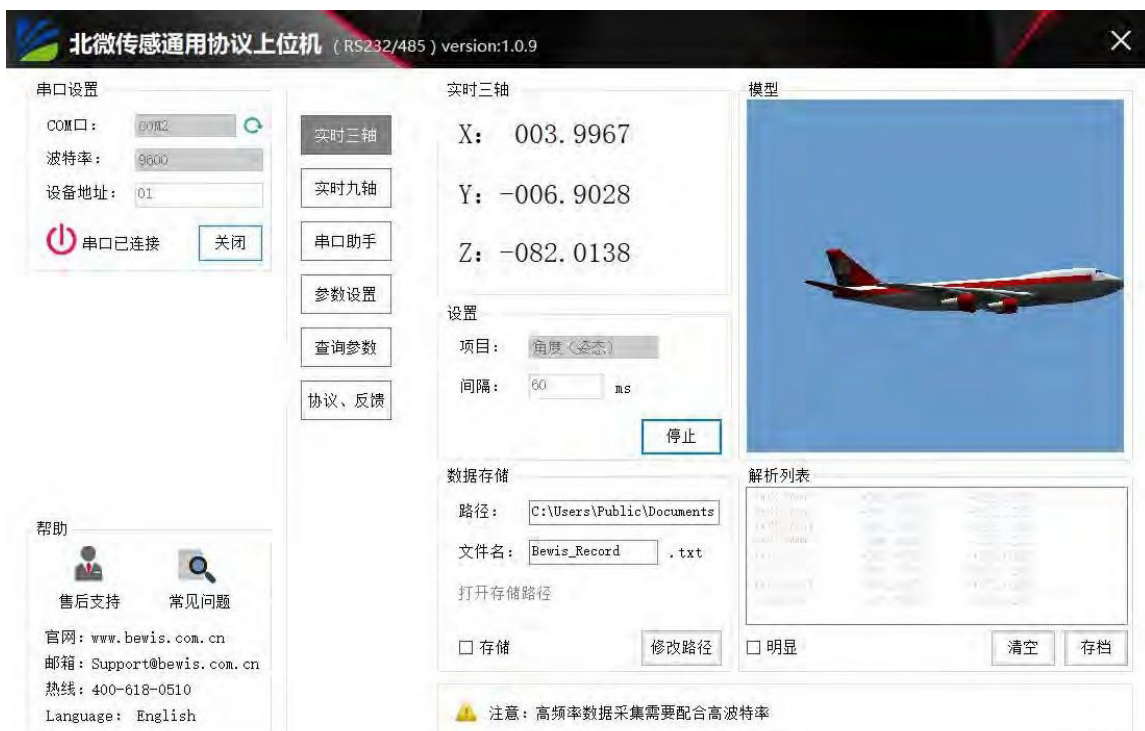 北微传感通用协议上位机 (RS232/485) version:1.0.9
串口设置
COM口: COM2
波特率: 9600
设备地址: 01
串口已连接 关闭
实时三轴
实时九轴
串口助手
参数设置
查询参数
协议、反馈
帮助
售后支持 常见问题
官网: www.bewis.com.cn
邮箱: Support@bewis.com.cn
热线: 400-618-0510
Language: English
实时三轴
X: 003.9967
Y: -006.9028
Z: -082.0138
设置
项目: 角度（姿态）
间隔: 60 ms
停止
数据存储
路径: C:\Users\Public\Documents
文件名: Bewis_Record .txt
打开存储路径
存储 修改路径
模型
解析列表
明显 清空 存档
注意：高频率数据采集需要配合高波特率